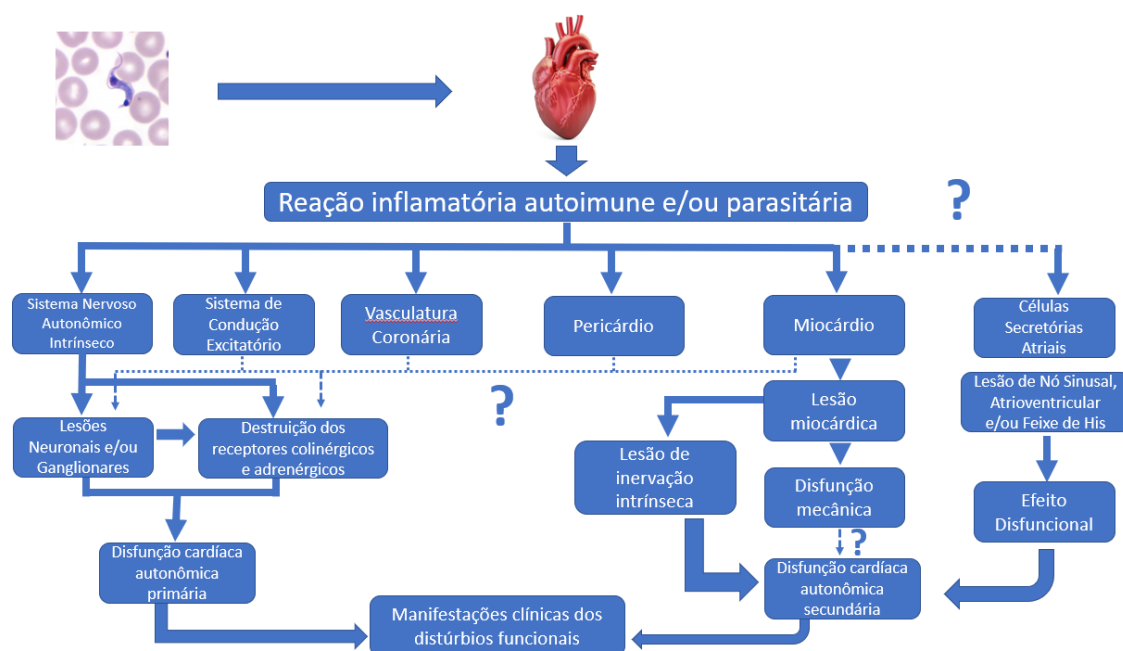 Reação inflamatória autoimune e/ou parasitária
?
Sistema Nervoso
Autonômico
Intrínseco
Sistema de
Condução
Excitatório
Vasculatura
Coronária
Pericárdio
Miocárdio
Células
Secretórias
Atriais
?
Lesões
Neuronais e/ou
Ganglionares
Destruição dos
receptores colinérgicos
e adrenérgicos
Lesão
miocárdica
Lesão de Nó Sinusal,
Atrioventricular
e/ou Feixe de His
Lesão de
inervação
intrínseca
Disfunção
mecânica
Efeito
Disfuncional
?
Disfunção cardíaca
autonômica
primária
Disfunção cardíaca
autonômica
secundária
Manifestações clínicas dos
distúrbios funcionais